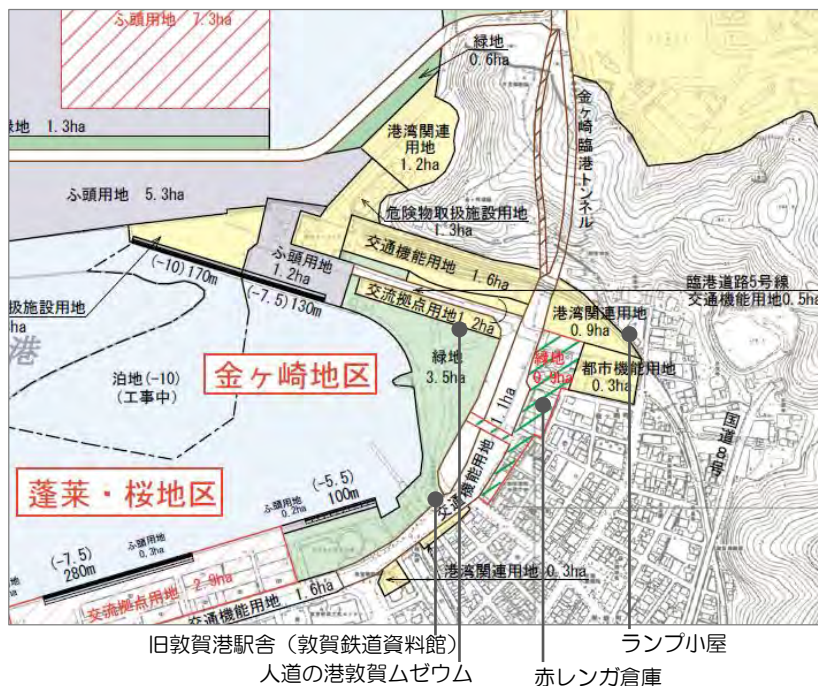 ふ頭用地 7.3ha
緑地
0.6ha
緑地 1.3ha
港湾関連
用地
1.2ha
金ヶ崎臨港トンネル
ふ頭用地 5.3ha
危険物取扱施設用地
1.3ha
交通機能用地 1.6ha
ふ頭用地
1.2ha
(-10)170m
(-7.5)130m
交流拠点用地1.2ha
臨港道路5号線
交通機能用地0.5ha
港湾関連用地
0.9ha
扱施設用地
ha
港
緑地
3.5ha
緑地
0.9ha
都市機能用地
0.3ha
金ヶ崎地区
泊地(-10)
(工事中)
国道8号
交通機能用地 1.1ha
蓬莱・桜地区
(-5.5)
100m
ふ頭用地
0.2ha
(-7.5)
280m
ふ頭用地
0.3ha
交流拠点用地 2.9ha
交通機能用地 1.6ha
港湾関連用地 0.3ha
旧敦賀港駅舎(敦賀鉄道資料館)
ランプ小屋
人道の港敦賀ムゼウム
赤レンガ倉庫